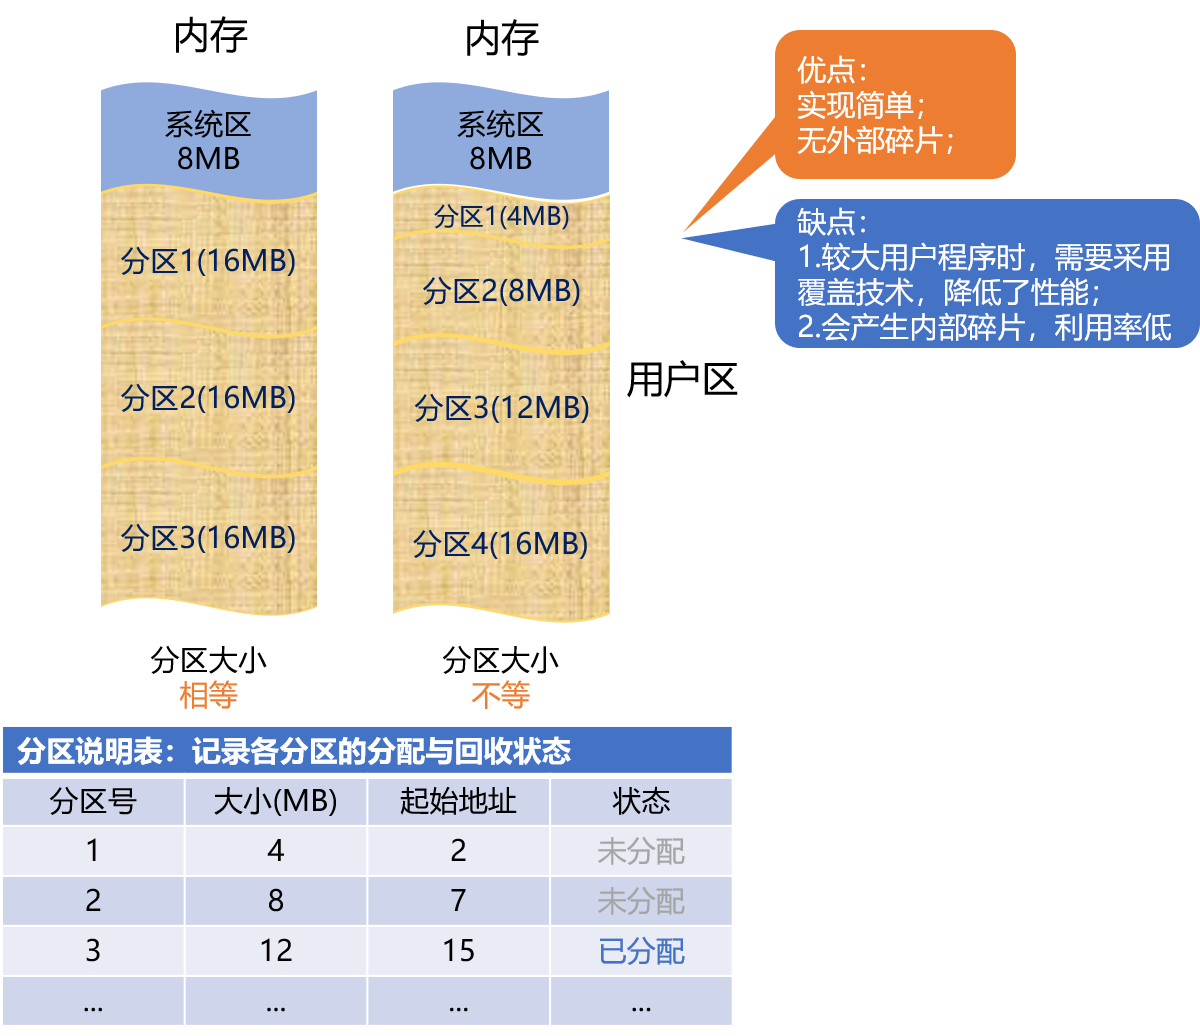 内存
系统区
8MB
分区1(16MB)
分区2(16MB)
分区3(16MB)
分区大小
相等
内存
系统区
8MB
分区1(4MB)
分区2(8MB)
分区3(12MB)
分区4(16MB)
分区大小
不等
用户区
优点：
实现简单；
无外部碎片；
缺点：
1.较大用户程序时，需要采用
覆盖技术，降低了性能；
2.会产生内部碎片，利用率低
分区说明表：记录各分区的分配与回收状态
分区号 大小(MB) 起始地址 状态
1 4 2 未分配
2 8 7 未分配
3 12 15 已分配
... ... ... ...